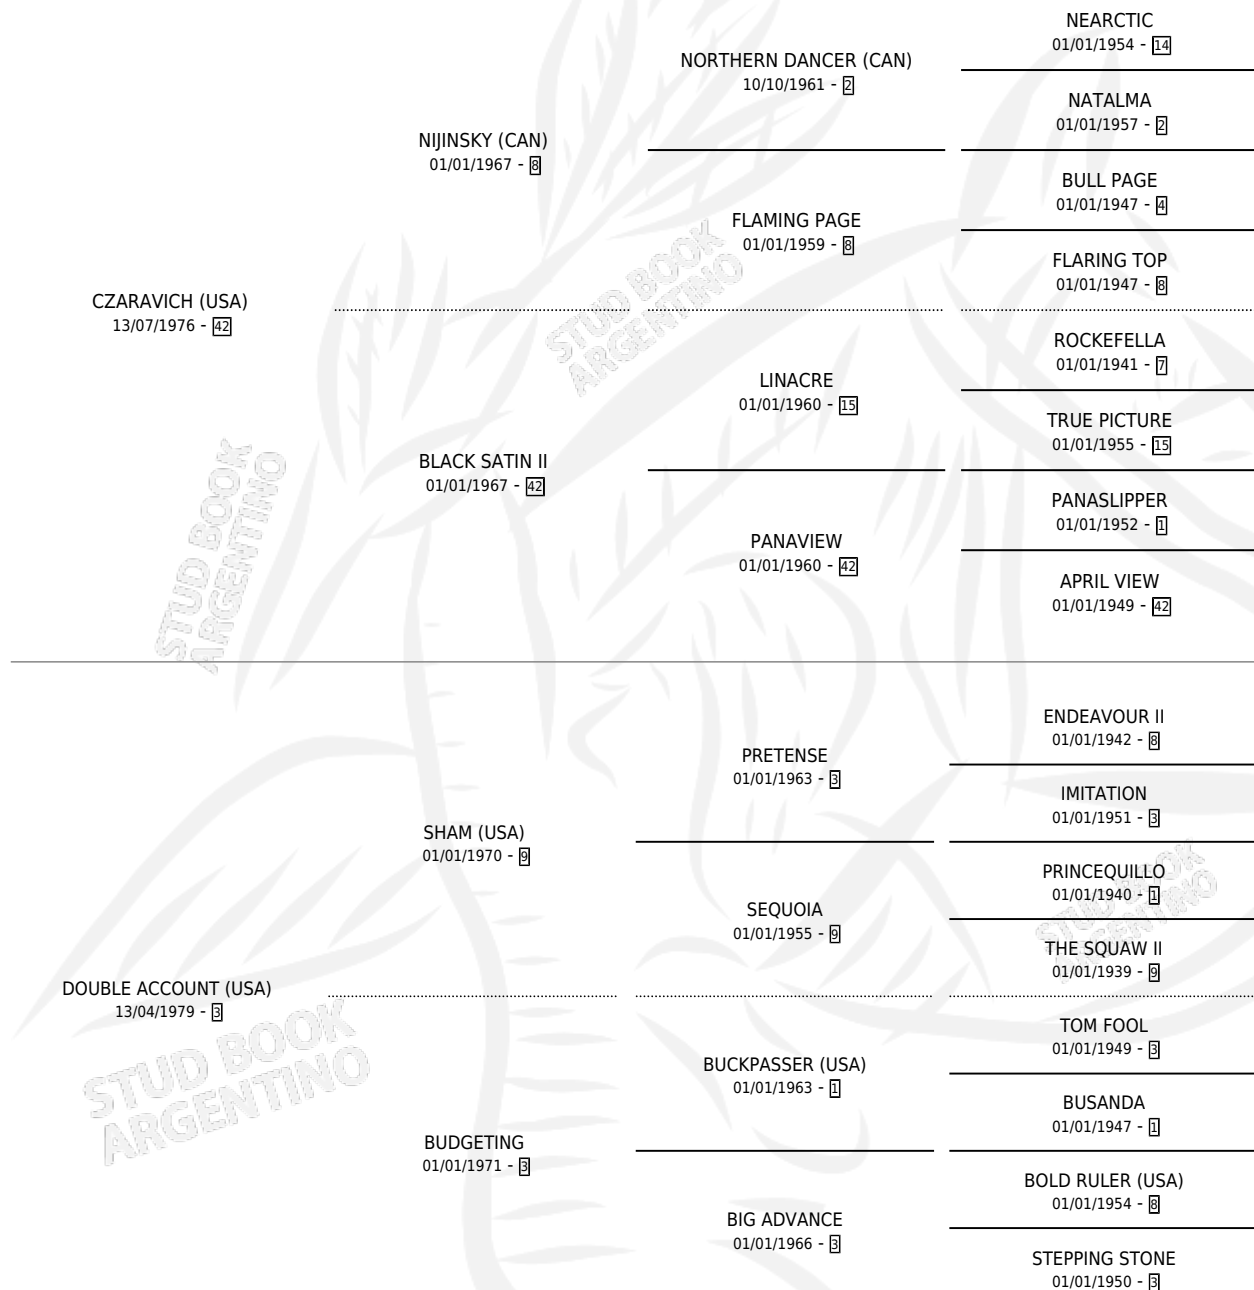 NEARCTIC
01/01/1954 - 14
NORTHERN DANCER (CAN)
10/10/1961 - 2
NATALMA
01/01/1957 - 2
NIJINSKY (CAN)
01/01/1967 - 8
BULL PAGE
01/01/1947 - 4
FLAMING PAGE
01/01/1959 - 8
FLARING TOP
01/01/1947 - 8
CZARAVICH (USA)
13/07/1976 - 42
ROCKEFELLA
01/01/1941 - 7
LINACRE
01/01/1960 - 15
TRUE PICTURE
01/01/1955 - 15
BLACK SATIN II
01/01/1967 - 42
PANASLIPPER
01/01/1952 - 1
PANAVIEW
01/01/1960 - 42
APRIL VIEW
01/01/1949 - 42
ENDEAVOUR II
01/01/1942 - 8
PRETENSE
01/01/1963 - 3
IMITATION
01/01/1951 - 3
SHAM (USA)
01/01/1970 - 9
PRINCEQUILLO
01/01/1940 - 1
SEQUOIA
01/01/1955 - 9
THE SQUAW II
01/01/1939 - 9
DOUBLE ACCOUNT (USA)
13/04/1979 - 3
TOM FOOL
01/01/1949 - 3
BUCKPASSER (USA)
01/01/1963 - 1
BUSANDA
01/01/1947 - 1
BUDGETING
01/01/1971 - 3
BOLD RULER (USA)
01/01/1954 - 8
BIG ADVANCE
01/01/1966 - 3
STEPPING STONE
01/01/1950 - 3
STUD BOOK
ARGENTINO
STUD BOOK
ARGENTINO
STUD BOOK
ARGENTINO
STUD BOOK
ARGENTINO